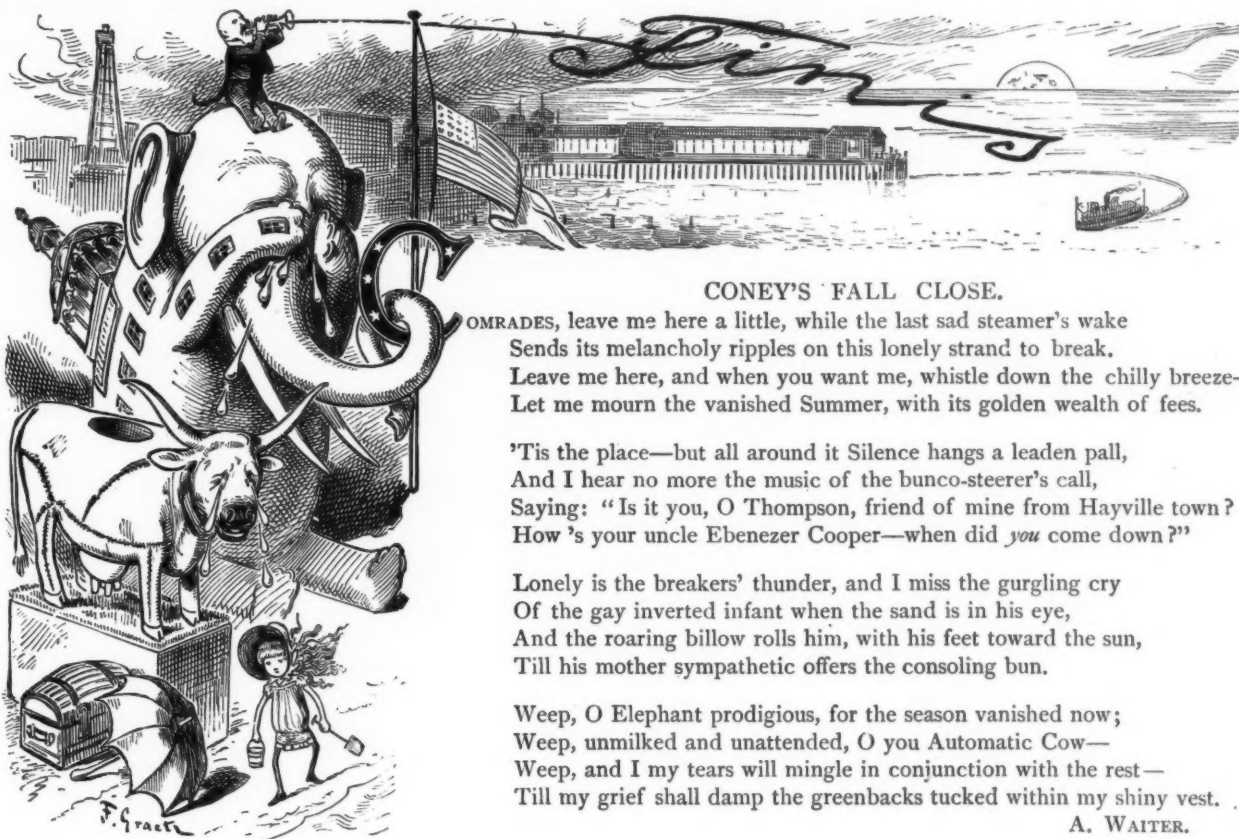 Finis
CONEY'S FALL CLOSE.
COMRADES, leave me here a little, while the last sad steamer's wake
Sends its melancholy ripples on this lonely strand to break.
Leave me here, and when you want me, whistle down the chilly breeze—
Let me mourn the vanished Summer, with its golden wealth of fees.
'Tis the place—but all around it Silence hangs a leaden pall,
And I hear no more the music of the bunco-steerer's call,
Saying: "Is it you, O Thompson, friend of mine from Hayville town?
How 's your uncle Ebenezer Cooper—when did you come down?"
Lonely is the breakers' thunder, and I miss the gurgling cry
Of the gay inverted infant when the sand is in his eye,
And the roaring billow rolls him, with his feet toward the sun,
Till his mother sympathetic offers the consoling bun.
Weep, O Elephant prodigious, for the season vanished now;
Weep, unmilked and unattended, O you Automatic Cow—
Weep, and I my tears will mingle in conjunction with the rest—
Till my grief shall damp the greenbacks tucked within my shiny vest.
A. WAITER.
F. Graetz